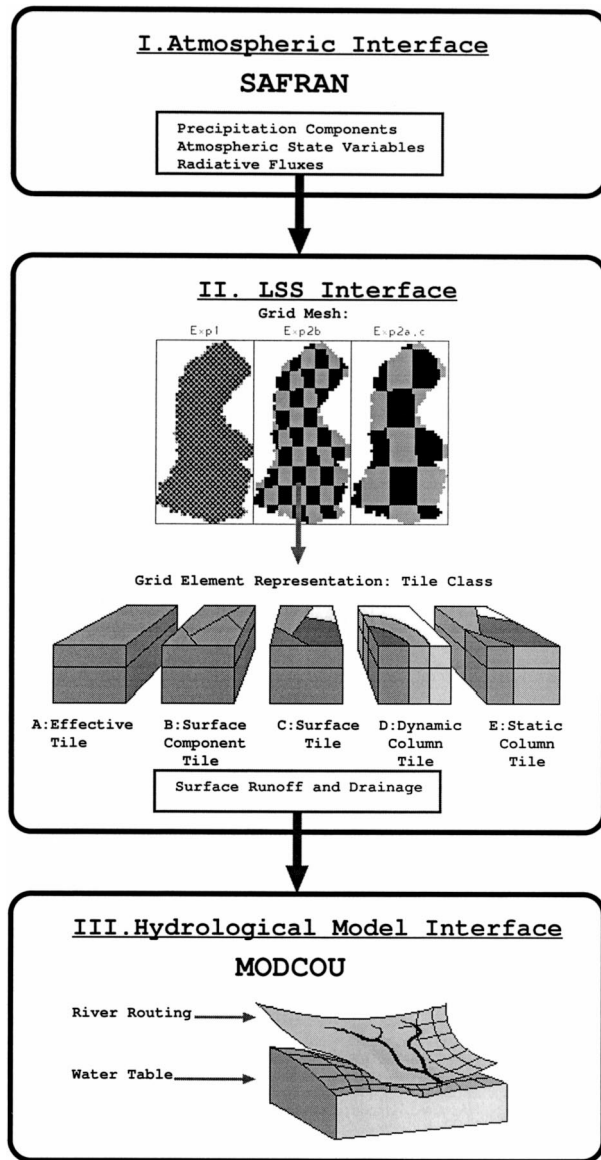 I.Atmospheric Interface
SAFRAN
Precipitation Components
Atmospheric State Variables
Radiative Fluxes
II. LSS Interface
Grid Mesh:
Exp1 Exp2b Exp2a,c
Grid Element Representation: Tile Class
A:Effective Tile
B:Surface Component Tile
C:Surface Tile
D:Dynamic Column Tile
E:Static Column Tile
Surface Runoff and Drainage
III.Hydrological Model Interface
MODCOU
River Routing
Water Table